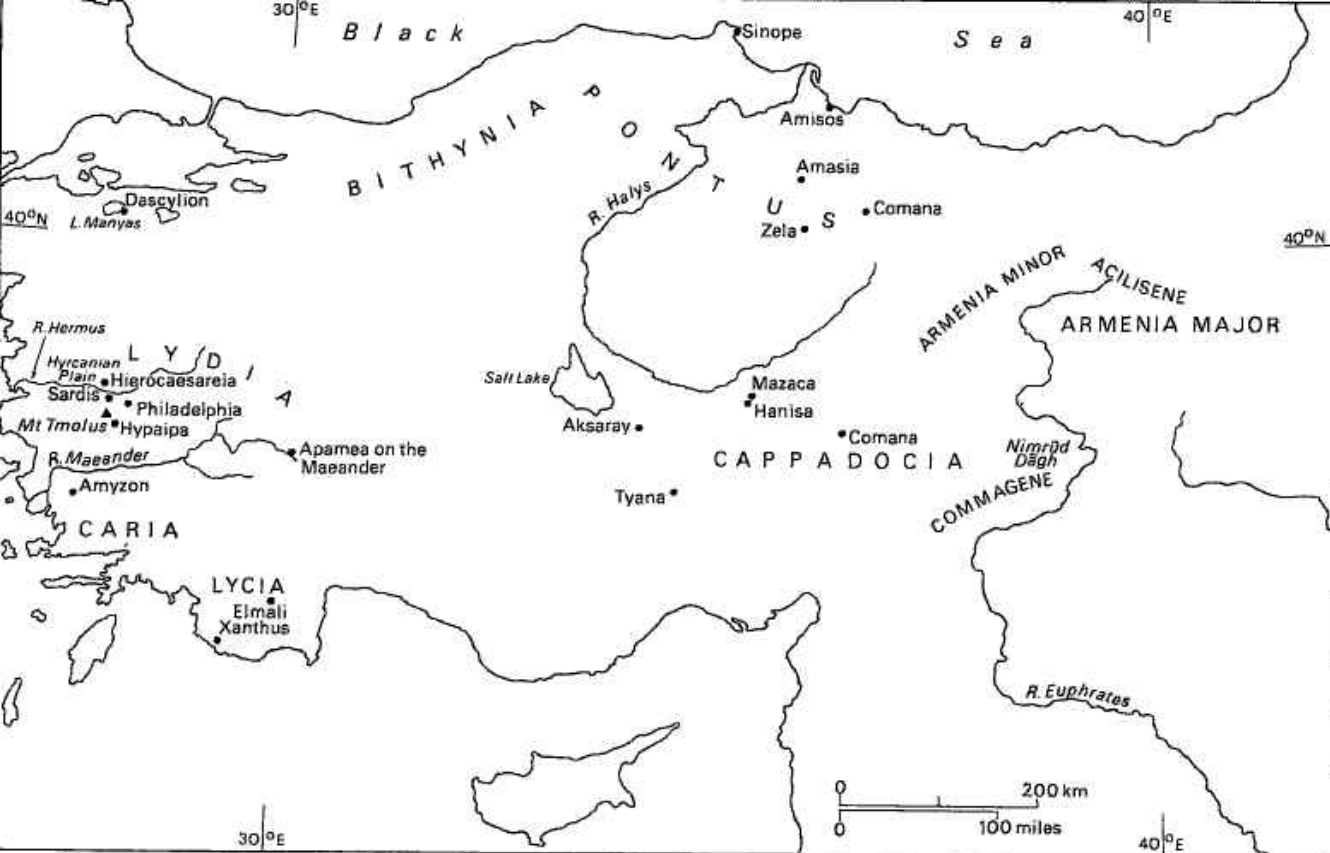 30°E
40°E
Black Sea
Sinope
BITHYNIA
PONTUS
Amisos
Amasia
R. Halys
Comana
Zela
Dascylion
L. Manyas
40°N
40°N
ARMENIA MINOR
ACILISENE
ARMENIA MAJOR
R. Hermus
LYDIA
Hyrcanian
Plain
Hierocaesareia
Sardis
Philadelphia
Mt Tmolus
Hypaipa
Salt Lake
Mazaca
Hanisa
Aksaray
Comana
R. Maeander
Apamea on the
Maeander
CAPPADOCIA
Nimrūd
Dāgh
Amyzon
Tyana
COMMAGENE
CARIA
LYCIA
Elmali
Xanthus
R. Euphrates
0 200 km
0 100 miles
30°E
40°E